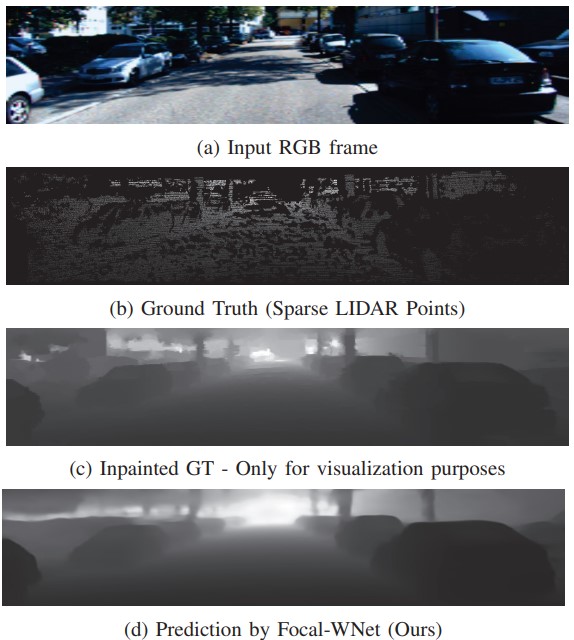 (a) Input RGB frame
(b) Ground Truth (Sparse LIDAR Points)
(c) Inpainted GT - Only for visualization purposes
(d) Prediction by Focal-WNet (Ours)